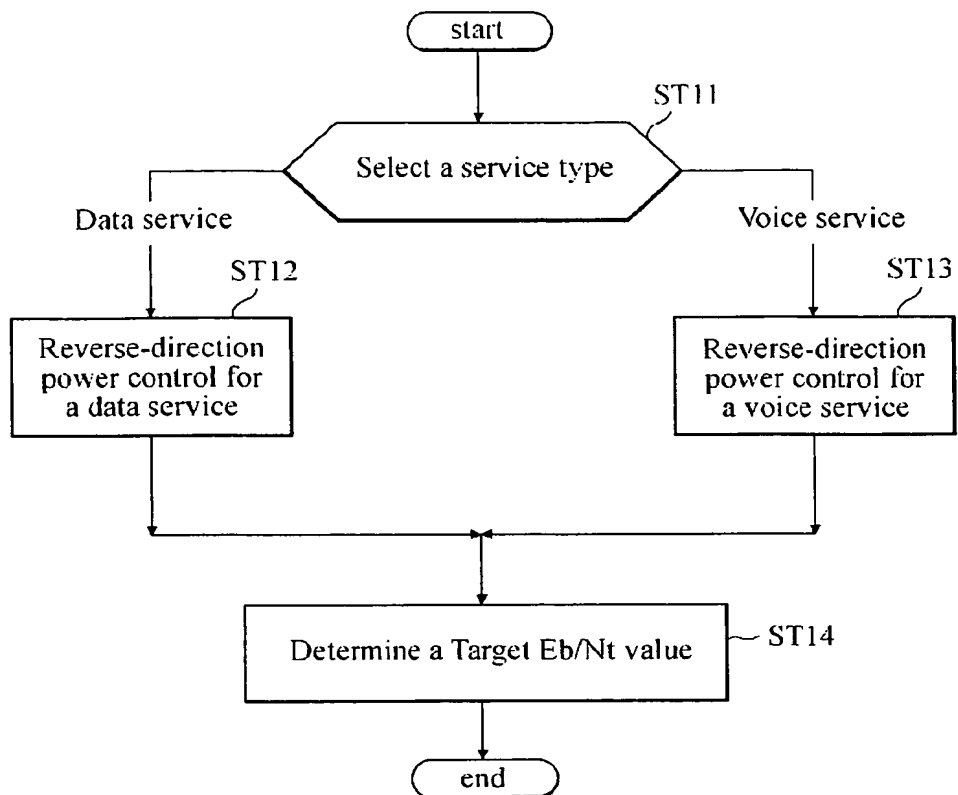 start
ST11
Select a service type
Data service
Voice service
ST12
ST13
Reverse-direction
power control for
a data service
Reverse-direction
power control for
a voice service
Determine a Target Eb/Nt value
ST14
end